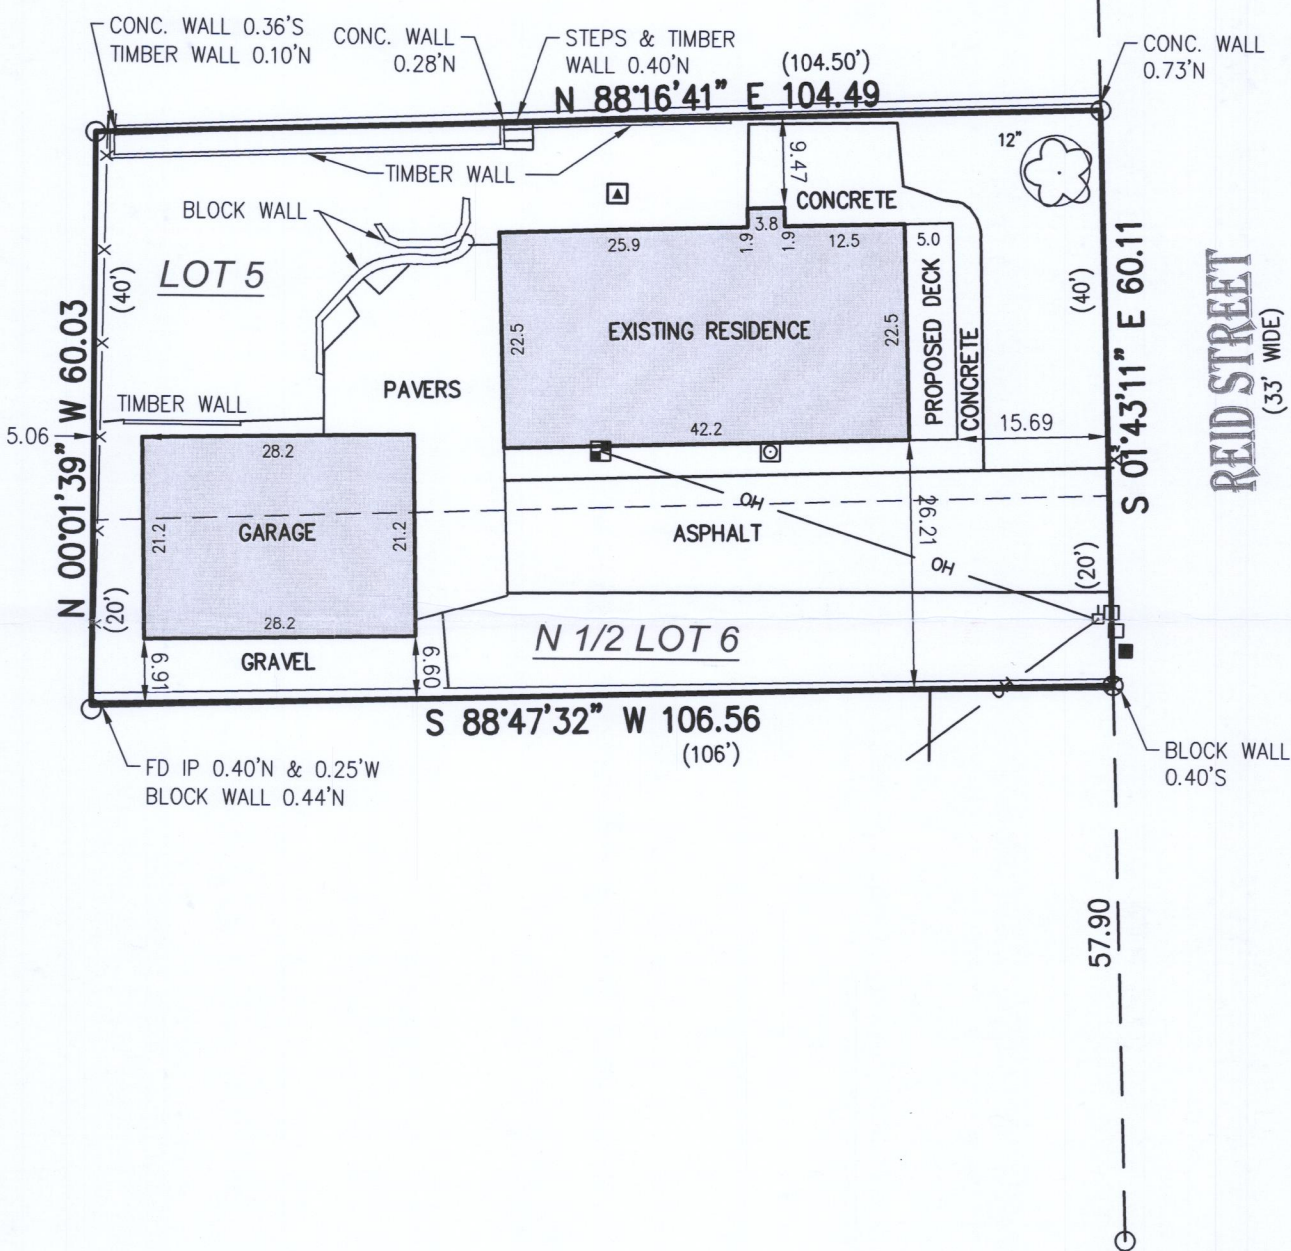 CONC. WALL 0.36'S
TIMBER WALL 0.10'N
CONC. WALL
0.28'N
STEPS & TIMBER
WALL 0.40'N
(104.50')
N 88°16'41" E 104.49
CONC. WALL
0.73'N
12"
TIMBER WALL
9.47
CONCRETE
BLOCK WALL
3.8
25.9
1.9
1.9
12.5
5.0
LOT 5
(40')
(40')
N 00°01'39" W 60.03
S 01°43'11" E 60.11
REID STREET
(33' WIDE)
22.5
EXISTING RESIDENCE
22.5
PROPOSED DECK
CONCRETE
PAVERS
TIMBER WALL
5.06
42.2
15.69
28.2
OH
26.21
21.2
GARAGE
21.2
ASPHALT
OH
(20')
(20')
28.2
N 1/2 LOT 6
GRAVEL
6.91
6.60
OH
S 88°47'32" W 106.56
(106')
FD IP 0.40'N & 0.25'W
BLOCK WALL 0.44'N
BLOCK WALL
0.40'S
57.90